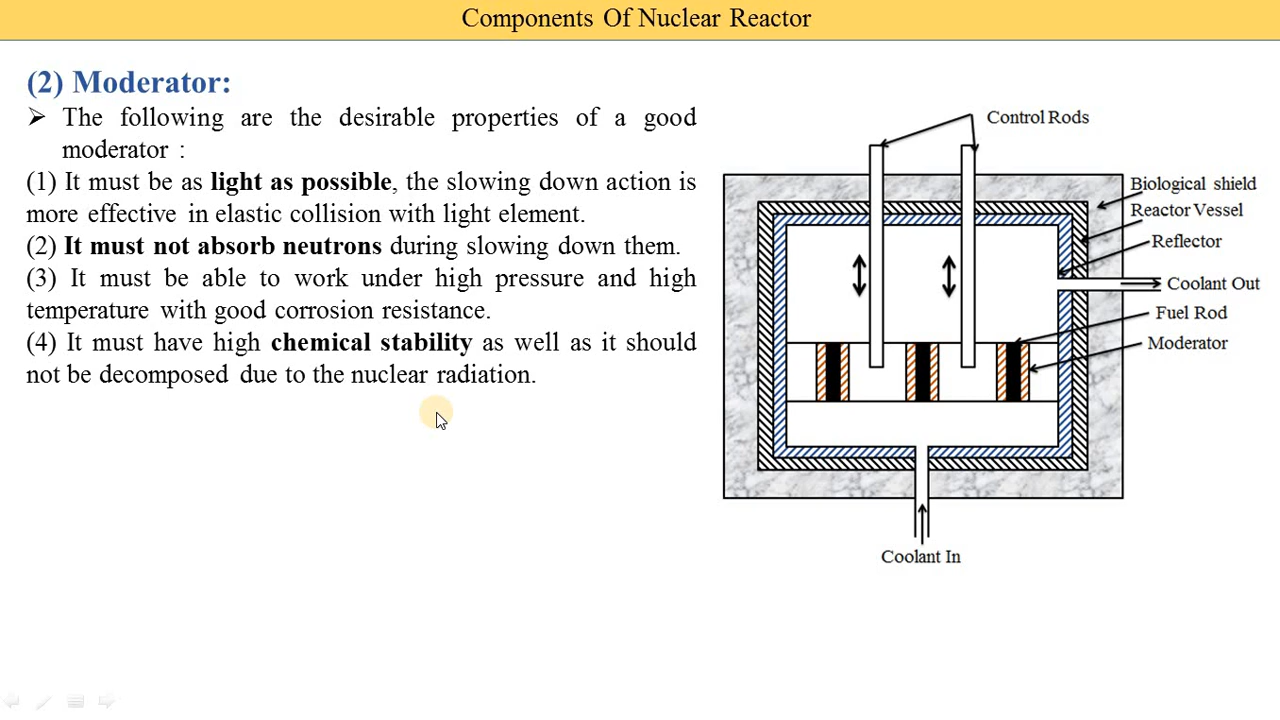 Components Of Nuclear Reactor
(2) Moderator:
➢ The following are the desirable properties of a good
moderator :
(1) It must be as light as possible, the slowing down action is
more effective in elastic collision with light element.
(2) It must not absorb neutrons during slowing down them.
(3) It must be able to work under high pressure and high
temperature with good corrosion resistance.
(4) It must have high chemical stability as well as it should
not be decomposed due to the nuclear radiation.
Control Rods
Biological shield
Reactor Vessel
Reflector
Coolant Out
Fuel Rod
Moderator
Coolant In